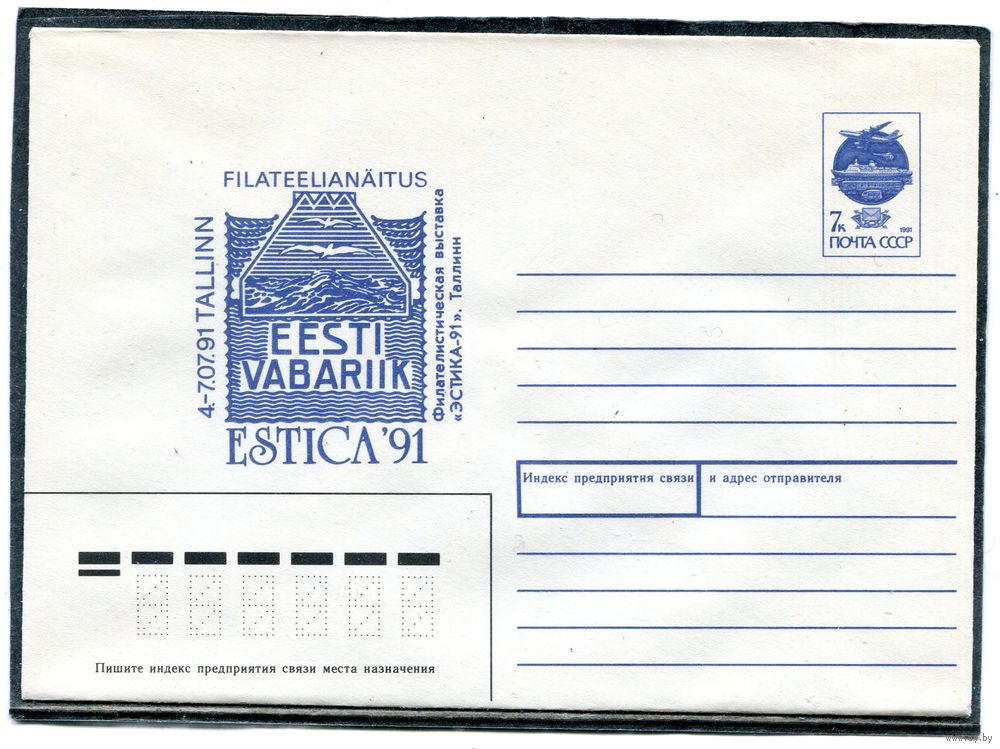 FILATEELIANÄITUS
4.-7.07.91 TALLINN
EESTI
VABARIIK
ESTICA'91
Филателистическая выставка
«ЭСТИКА-91». Таллинн
7к
1991
ПОЧТА СССР
Индекс предприятия связи и адрес отправителя
Пишите индекс предприятия связи места назначения